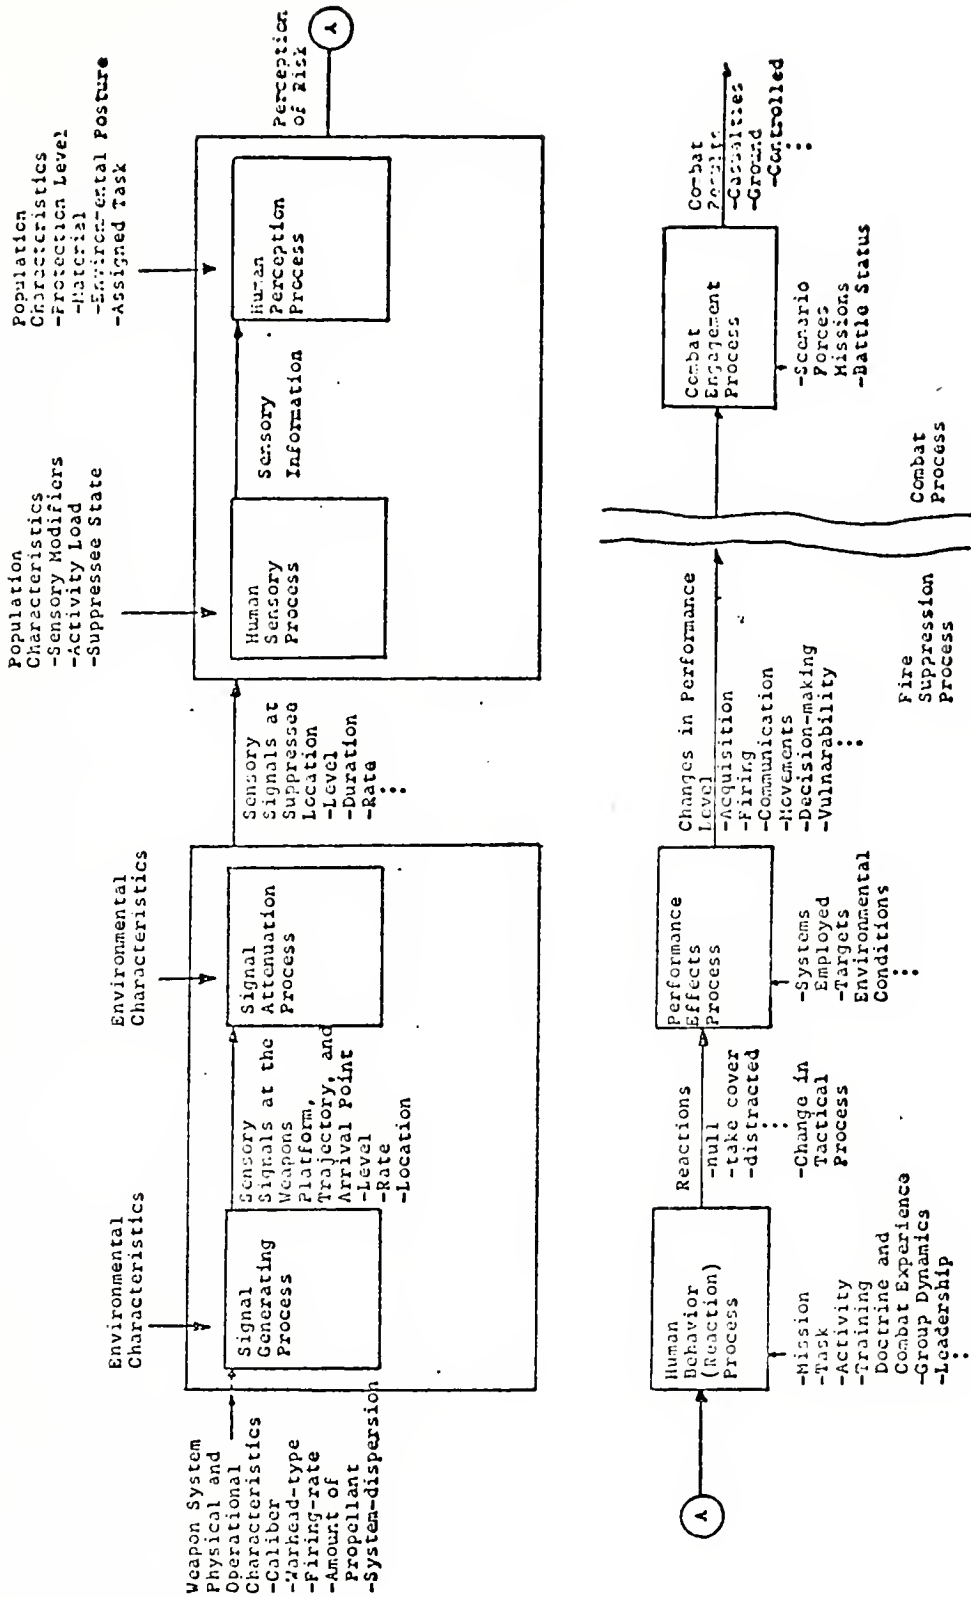 Weapon System
Physical and
Operational
Characteristics
-Caliber
-Warhead-type
-Firing-rate
-Amount of
Propellant
-System-dispersion
Environmental
Characteristics
Signal
Generating
Process
Sensory
Signals at the
Weapons
Platform,
Trajectory, and
Arrival Point
-Level
-Rate
-Location
Environmental
Characteristics
Signal
Attenuation
Process
Sensory
Signals at
Suppressee
Location
-Level
-Duration
-Rate
Population
Characteristics
-Sensory Modifiers
-Activity Load
-Suppressee State
Human
Sensory
Process
Sensory
Information
Population
Characteristics
-Protection Level
-Material
-Environmental Posture
-Assigned Task
Human
Perception
Process
Perception
of Risk
A
A
Human
Behavior
(Reaction)
Process
-Mission
-Task
-Activity
-Training
Doctrine and
Combat Experience
-Group Dynamics
-Leadership
Reactions
-null
-take cover
-distracted
-Change in
Tactical
Process
Performance
Effects
Process
-Systems
Employed
-Targets
Environmental
Conditions
Changes in Performance
Level
-Acquisition
-Firing
-Communication
-Movements
-Decision-making
-Vulnarability
Fire
Suppression
Process
Combat
Process
Combat
Engagement
Process
-Scenario
Forces
Missions
-Battle Status
Combat
Results
-Casualties
-Ground
-Controlled